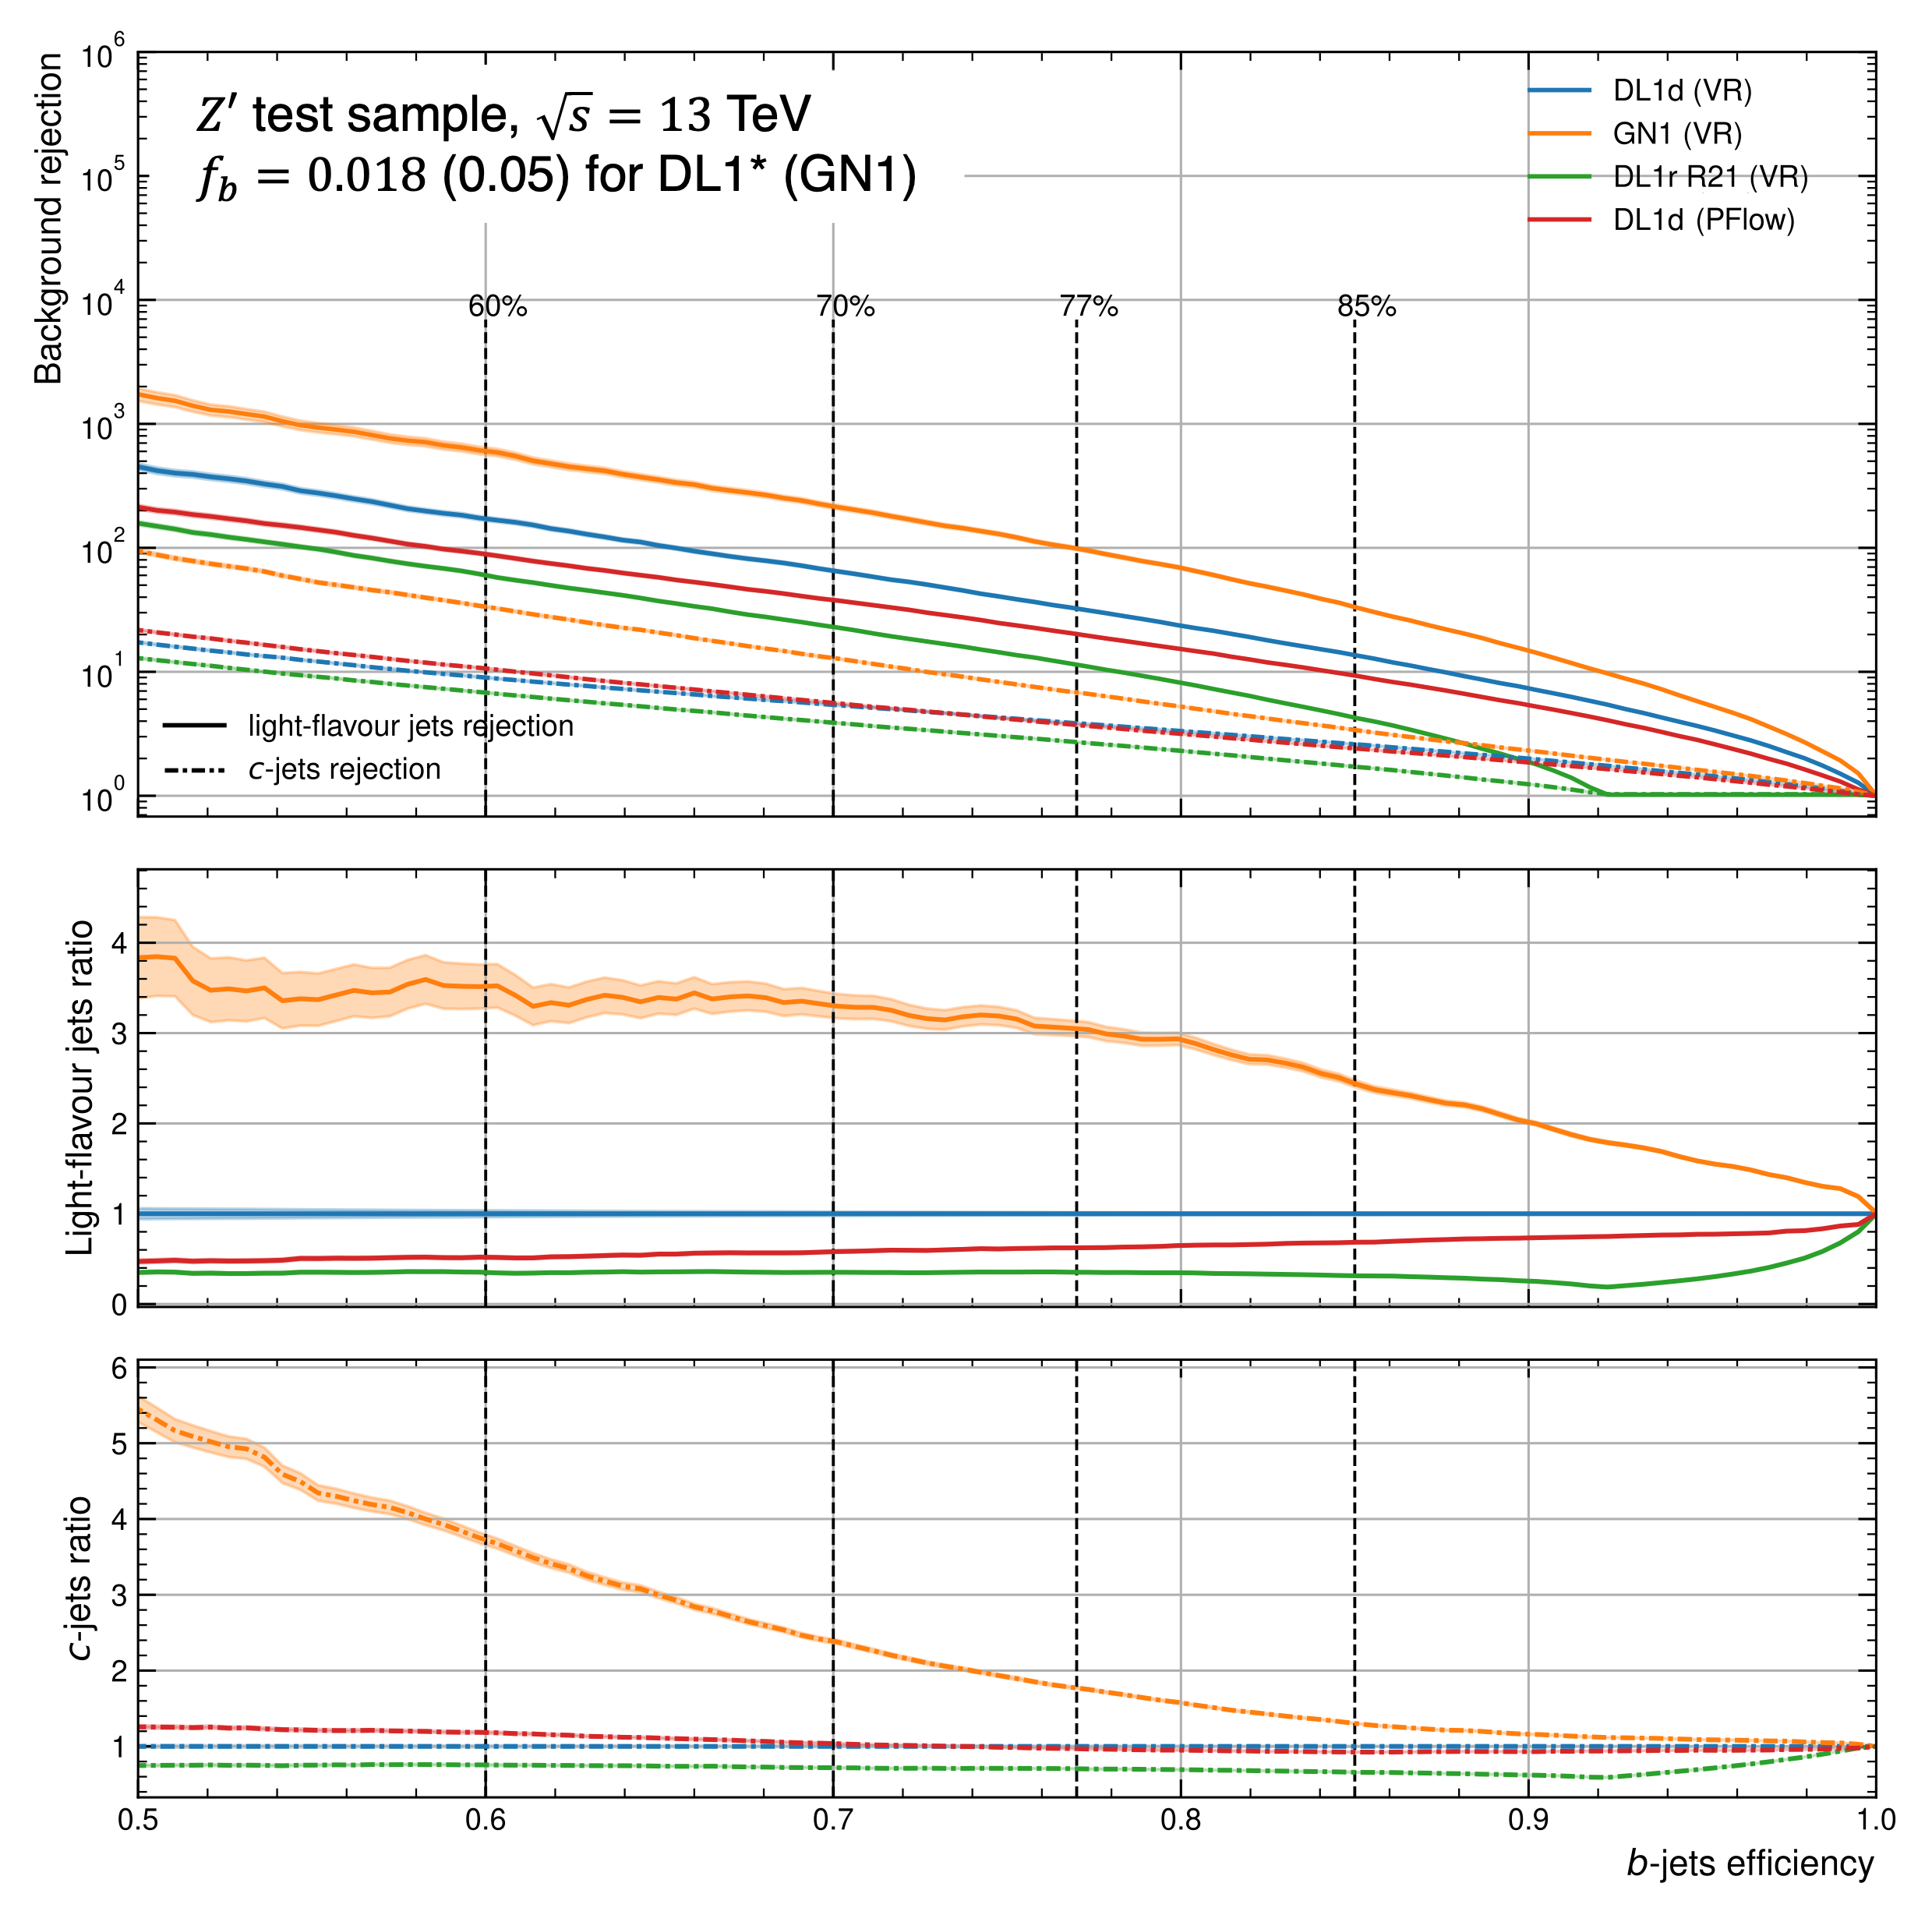 Z′ test sample, √s = 13 TeV
f_b = 0.018 (0.05) for DL1* (GN1)
DL1d (VR)
GN1 (VR)
DL1r R21 (VR)
DL1d (PFlow)
Background rejection
10^6
10^5
10^4
10^3
10^2
10^1
10^0
60%
70%
77%
85%
light-flavour jets rejection
c-jets rejection
Light-flavour jets ratio
4
3
2
1
0
c-jets ratio
6
5
4
3
2
1
0.5
0.6
0.7
0.8
0.9
1.0
b-jets efficiency